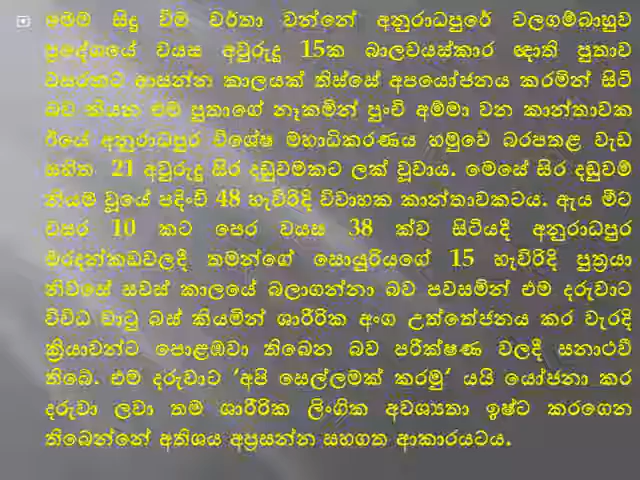 මෙම සිදු වීම වර්තා වන්නේ අනුරාධපුරේ වලගම්බාහුව
ප්‍රදේශයේ වයස අවුරුදු 15ක බාලවයස්කාර ඥාති පුතාව
වසරකට ආසන්න කාලයක් තිස්සේ අපයෝජනය කරමින් සිටි
බව කියන එම පුතාගේ නෑකමින් පුංචි අම්මා වන කාන්තාවක
ඊයේ අනුරාධපුර විශේෂ මහාධිකරණය හමුවේ බරපතළ වැඩ
සහිත 21 අවුරුදු සිර දඬුවමකට ලක් වූවාය. මෙසේ සිර දඬුවම්
නියම වූයේ පදිංචි 48 හැවිරිදි විවාහක කාන්තාවකටය. ඇය මීට
වසර 10 කට පෙර වයස 38 ක්ව සිටියදී අනුරාධපුර
මරදන්කඩවලදී තමන්ගේ සොයුරියගේ 15 හැවිරිදි පුත්‍රයා
නිවසේ සවස් කාලයේ බලාගන්නා බව පවසමින් එම දරුවාට
විවිධ චාටු බස් කියමින් ශාරීරික අංග උත්තේජනය කර වැරදි
ක්‍රියාවන්ට පොළඹවා තිබෙන බව පරීක්ෂණ වලදී සනාථවී
තිබේ. එම දරුවාට ‘අපි සෙල්ලමක් කරමු‘ යයි යෝජනා කර
දරුවා ලවා තම ශාරීරික ලිංගික අවශ්‍යතා ඉෂ්ට කරගෙන
තිබෙන්නේ අතිශය අප්‍රසන්න සහගත ආකාරයටය.